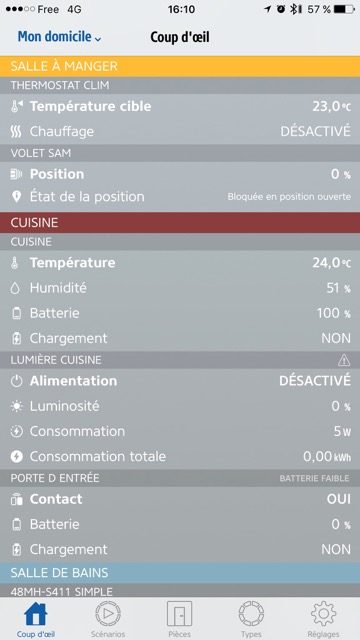 Free 4G 16:10 57 %
Mon domicile Coup d'œil
SALLE À MANGER
THERMOSTAT CLIM
Température cible 23,0 °C
Chauffage DÉSACTIVÉ
VOLET SAM
Position 0 %
État de la position Bloquée en position ouverte
CUISINE
CUISINE
Température 24,0 °C
Humidité 51 %
Batterie 100 %
Chargement NON
LUMIÈRE CUISINE
Alimentation DÉSACTIVÉ
Luminosité 0 %
Consommation 5 W
Consommation totale 0,00 kWh
PORTE D ENTRÉE BATTERIE FAIBLE
Contact OUI
Batterie 0 %
Chargement NON
SALLE DE BAINS
48MH-S411 SIMPLE
Coup d'œil Scénarios Pièces Types Réglages